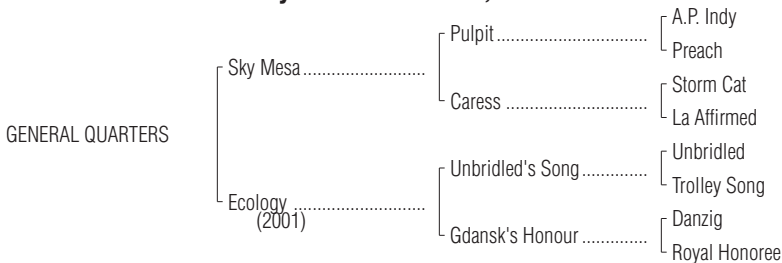 A.P. Indy
Pulpit
Preach
Sky Mesa
Storm Cat
Caress
La Affirmed
GENERAL QUARTERS
Unbridled
Unbridled's Song
Trolley Song
Ecology
(2001)
Danzig
Gdansk's Honour
Royal Honoree